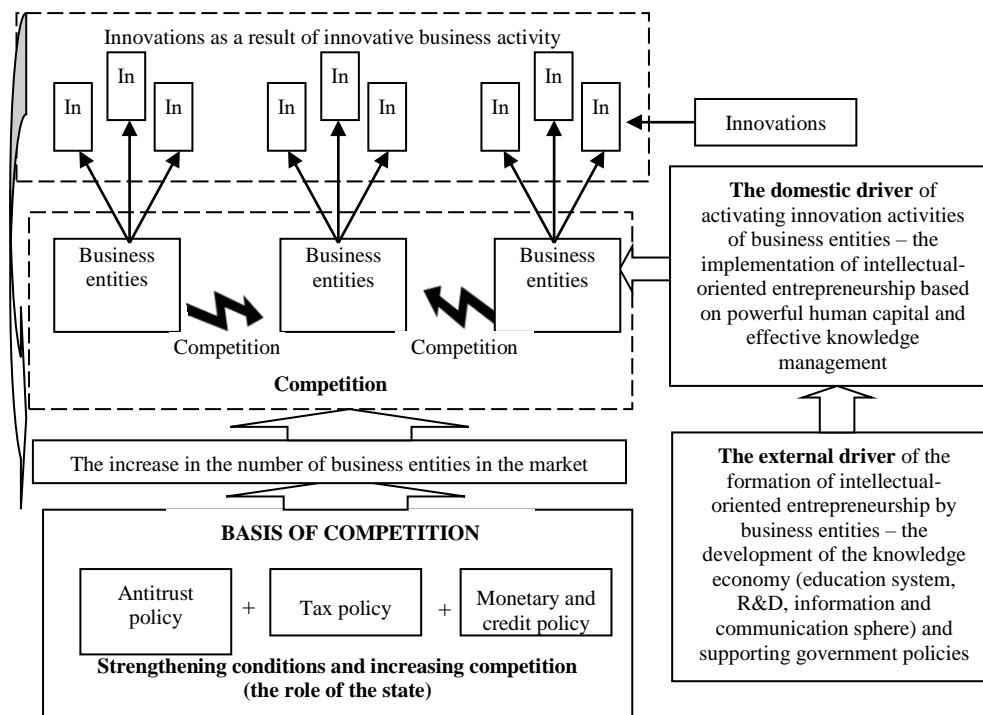 Innovations as a result of innovative business activity
In
In
In
In
In
In
In
In
In
Innovations
Business
entities
Business
entities
Business
entities
Competition
Competition
Competition
The domestic driver of
activating innovation activities
of business entities – the
implementation of intellectual-
oriented entrepreneurship based
on powerful human capital and
effective knowledge
management
The increase in the number of business entities in the market
The external driver of the
formation of intellectual-
oriented entrepreneurship by
business entities – the
development of the knowledge
economy (education system,
R&D, information and
communication sphere) and
supporting government policies
BASIS OF COMPETITION
Antitrust
policy
+
Tax policy
+
Monetary and
credit policy
Strengthening conditions and increasing competition
(the role of the state)